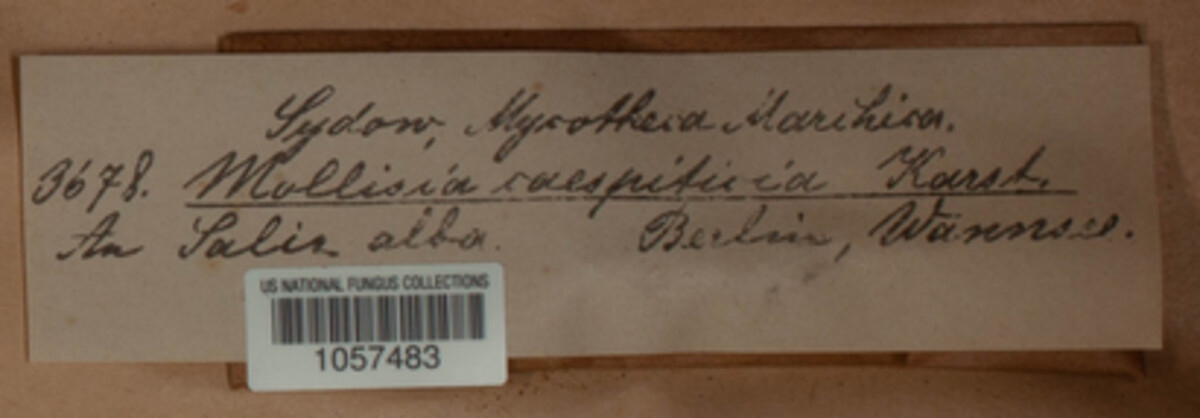 Sydow, Mycotheca Marchica.
3678. Mollisia caespiticia Karst.
An Salix alba. Berlin, Wannsee.
US NATIONAL FUNGUS COLLECTIONS
1057483